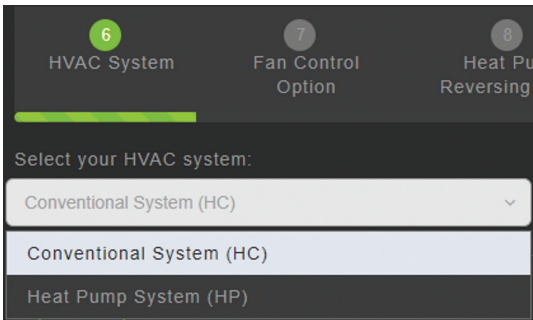 6
HVAC System
7
Fan Control
Option
8
Heat Pu
Reversing
Select your HVAC system:
Conventional System (HC)
Conventional System (HC)
Heat Pump System (HP)